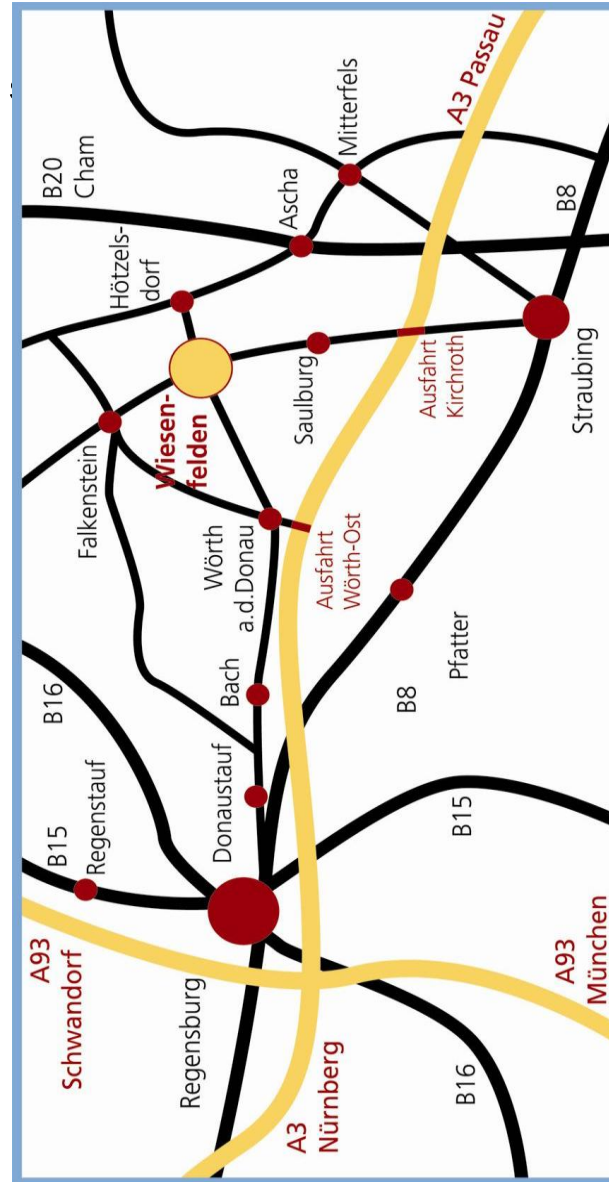 A93
Schwandorf
B15
Regenstauf
B16
Falkenstein
B20
Cham
Hötzels-
dorf
Wiesen-
felden
Regensburg
Donaustauf
Bach
Wörth
a.d.Donau
Ascha
Mitterfels
A3
Nürnberg
Ausfahrt
Wörth-Ost
Saulburg
Ausfahrt
Kirchroth
A3 Passau
B8
Pfatter
B16
B15
A93
München
Straubing
B8